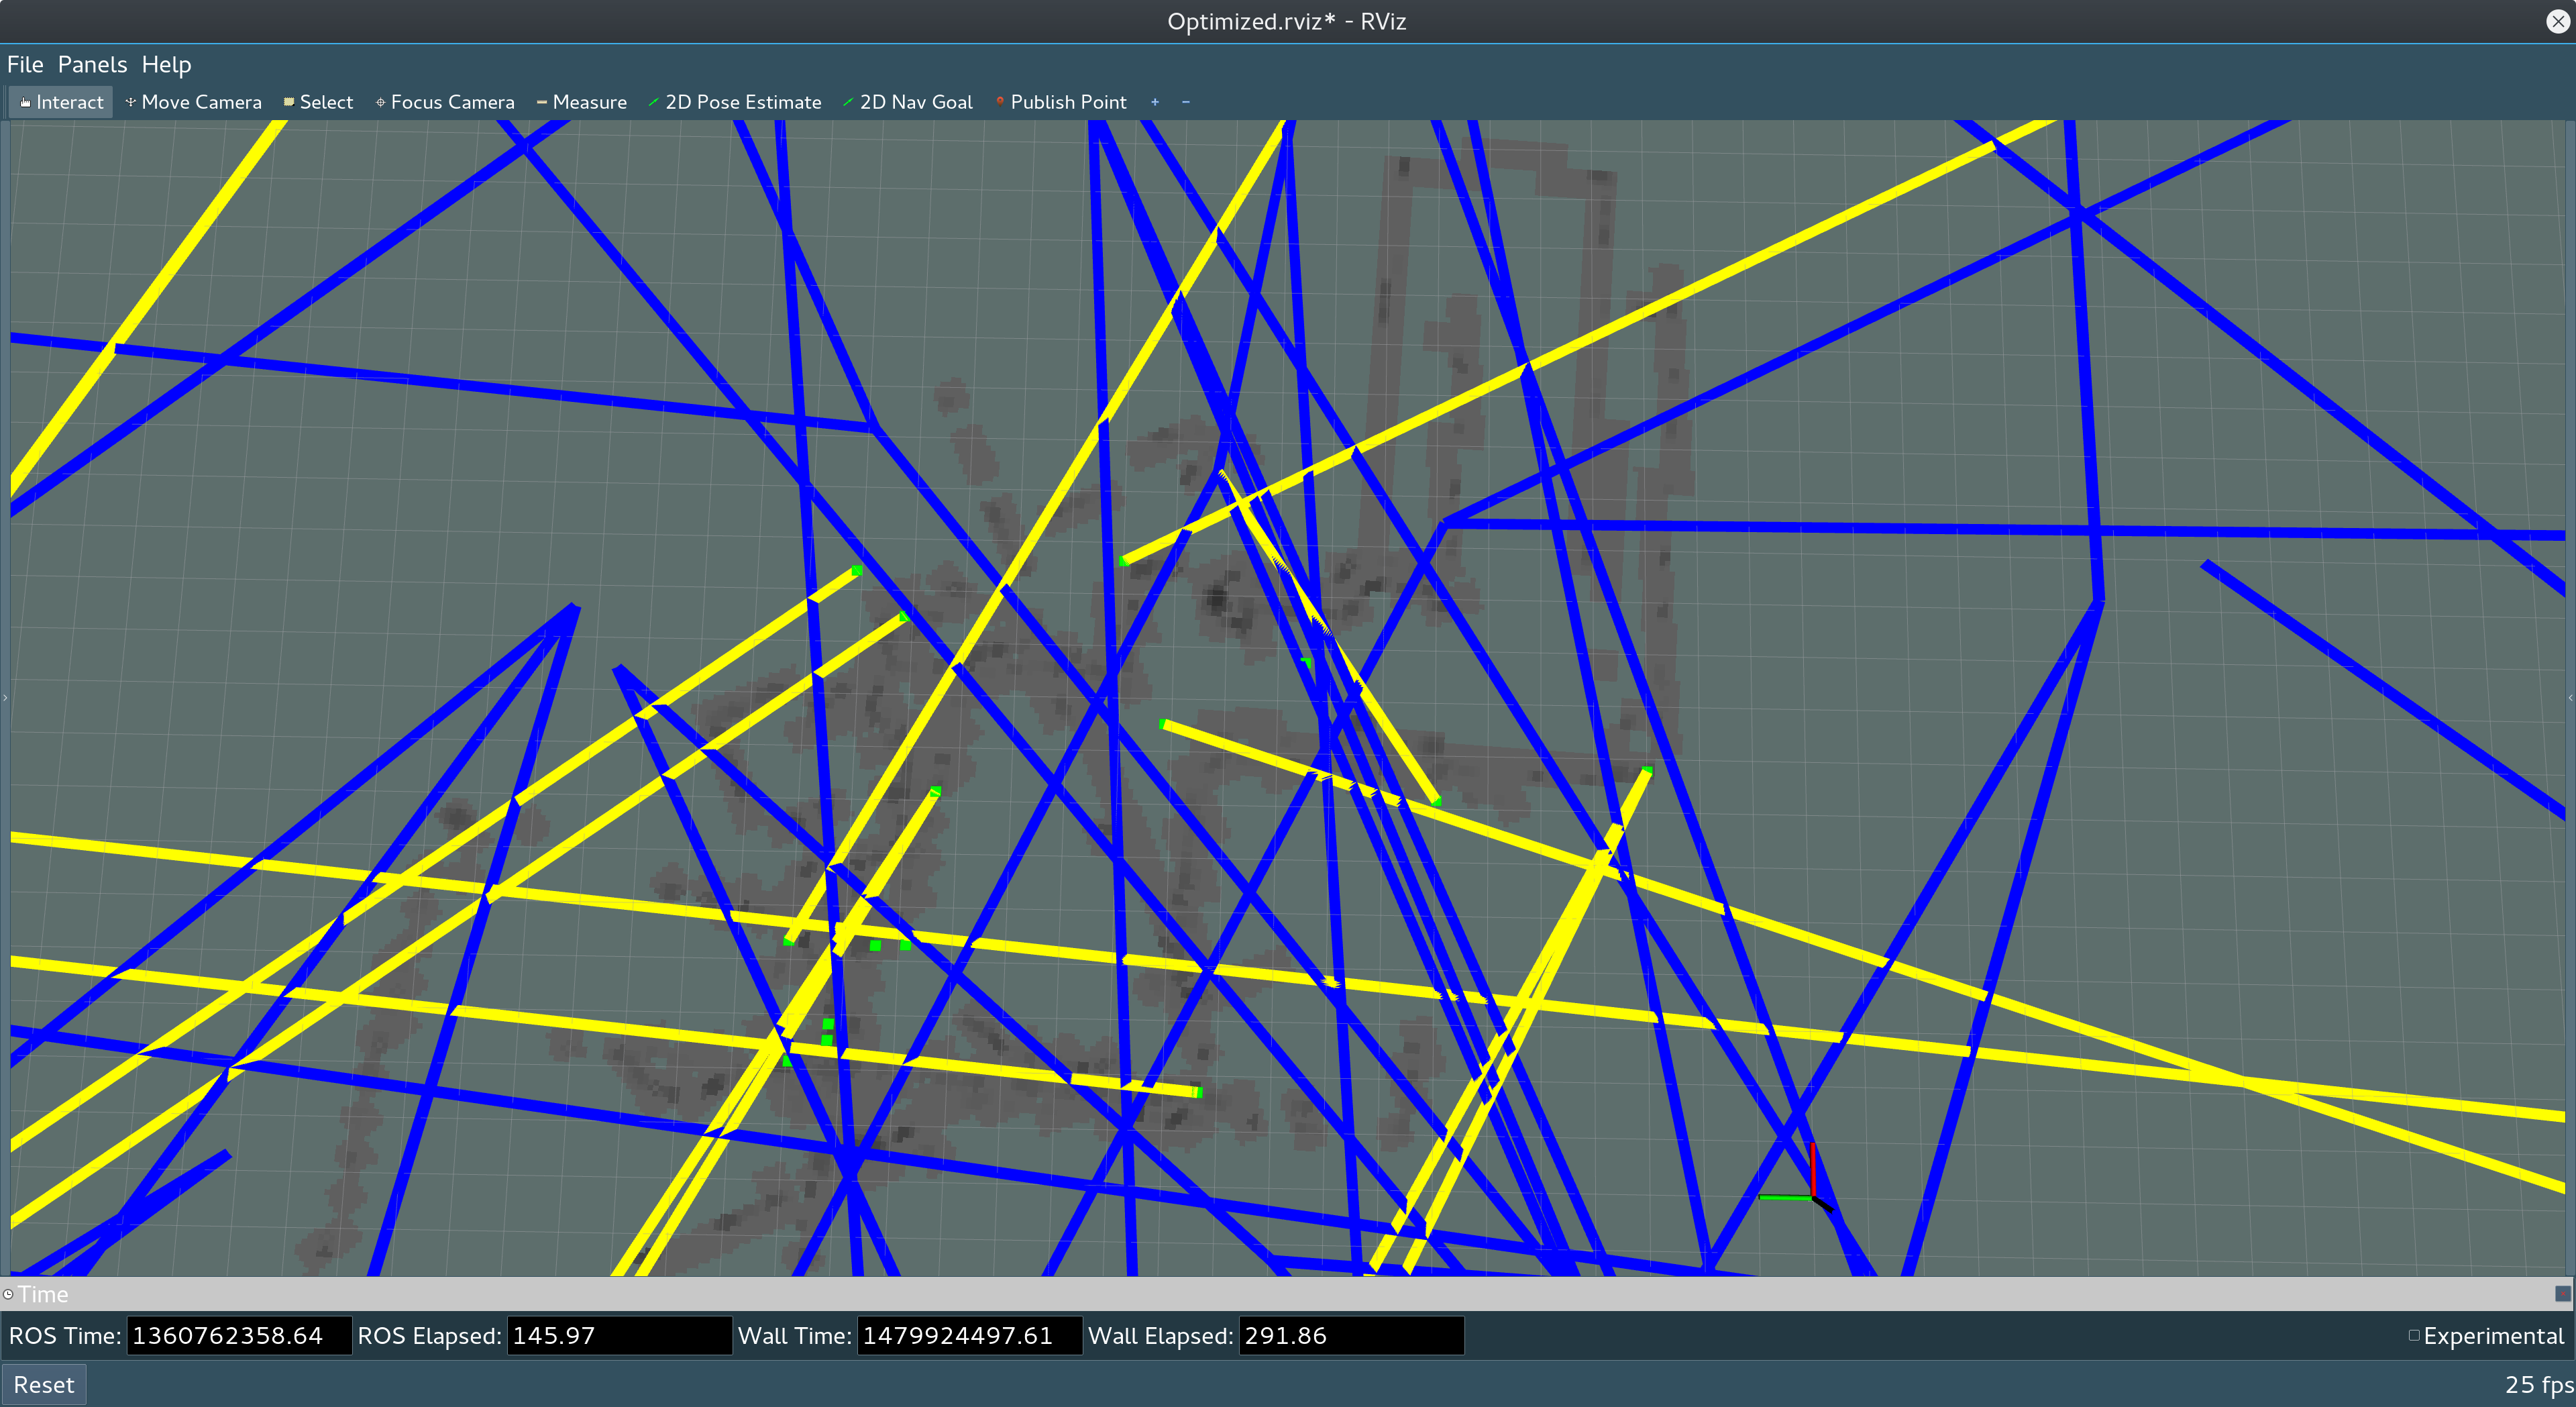 Optimized.rviz* - RViz
File Panels Help
Interact Move Camera Select Focus Camera Measure 2D Pose Estimate 2D Nav Goal Publish Point + -
Time
ROS Time: 1360762358.64 ROS Elapsed: 145.97 Wall Time: 1479924497.61 Wall Elapsed: 291.86 Experimental
Reset 25 fps